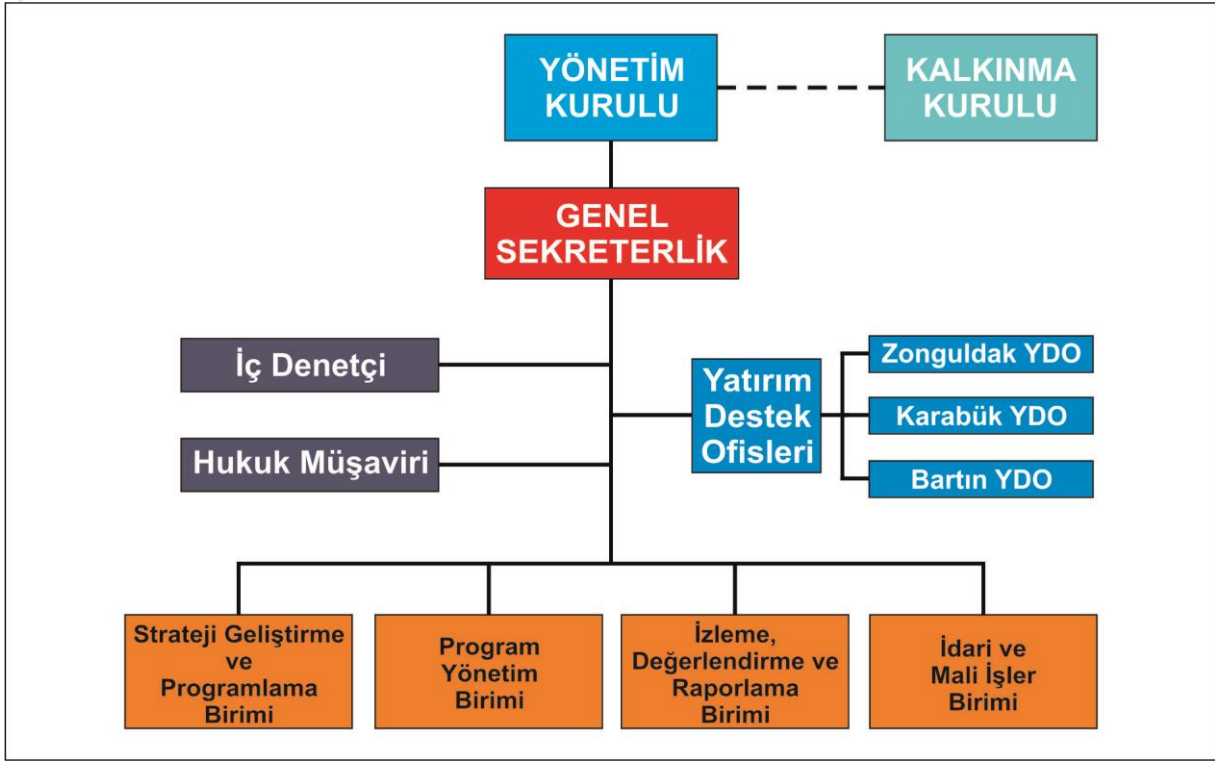 YÖNETİM
KURULU
KALKINMA
KURULU
GENEL
SEKRETERLİK
İç Denetçi
Hukuk Müşaviri
Yatırım
Destek
Ofisleri
Zonguldak YDO
Karabük YDO
Bartın YDO
Strateji Geliştirme
ve
Programlama
Birimi
Program
Yönetim
Birimi
İzleme,
Değerlendirme ve
Raporlama
Birimi
İdari ve
Mali İşler
Birimi